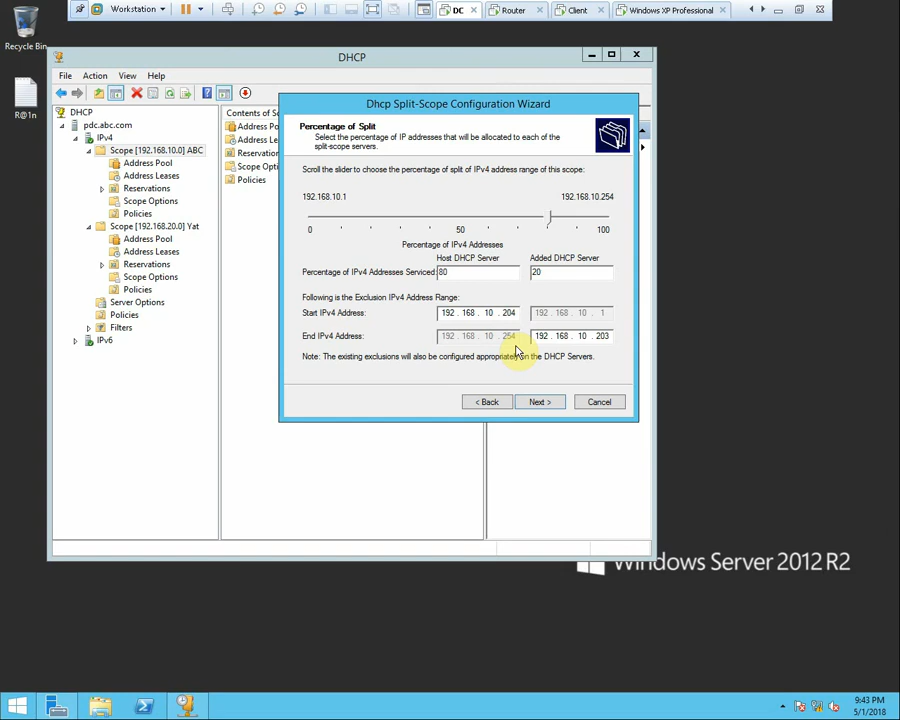 Workstation
DC
Router
Client
Windows XP Professional
Recycle Bin
R@1n
DHCP
File Action View Help
DHCP
pdc.abc.com
IPv4
Scope [192.168.10.0] ABC
Address Pool
Address Leases
Reservations
Scope Options
Policies
Scope [192.168.20.0] Yat
Address Pool
Address Leases
Reservations
Scope Options
Policies
Server Options
Policies
Filters
IPv6
Contents of Sc
Address Po
Address Le
Reservation
Scope Opti
Policies
Dhcp Split-Scope Configuration Wizard
Percentage of Split
Select the percentage of IP addresses that will be allocated to each of the
split-scope servers.
Scroll the slider to choose the percentage of split of IPv4 address range of this scope:
192.168.10.1 192.168.10.254
0 50 100
Percentage of IPv4 Addresses
Host DHCP Server Added DHCP Server
Percentage of IPv4 Addresses Serviced: 80 20
Following is the Exclusion IPv4 Address Range:
Start IPv4 Address: 192 . 168 . 10 . 204 192 . 168 . 10 . 1
End IPv4 Address: 192 . 168 . 10 . 254 192 . 168 . 10 . 203
Note: The existing exclusions will also be configured appropriately on the DHCP Servers.
< Back Next > Cancel
Windows Server 2012 R2
9:43 PM
5/1/2018